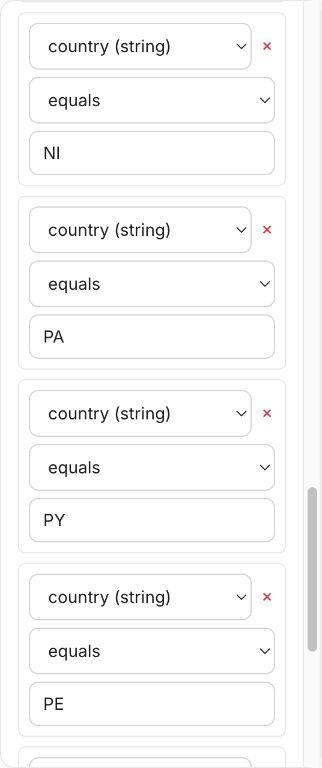 country (string)
equals
NI
country (string)
equals
PA
country (string)
equals
PY
country (string)
equals
PE